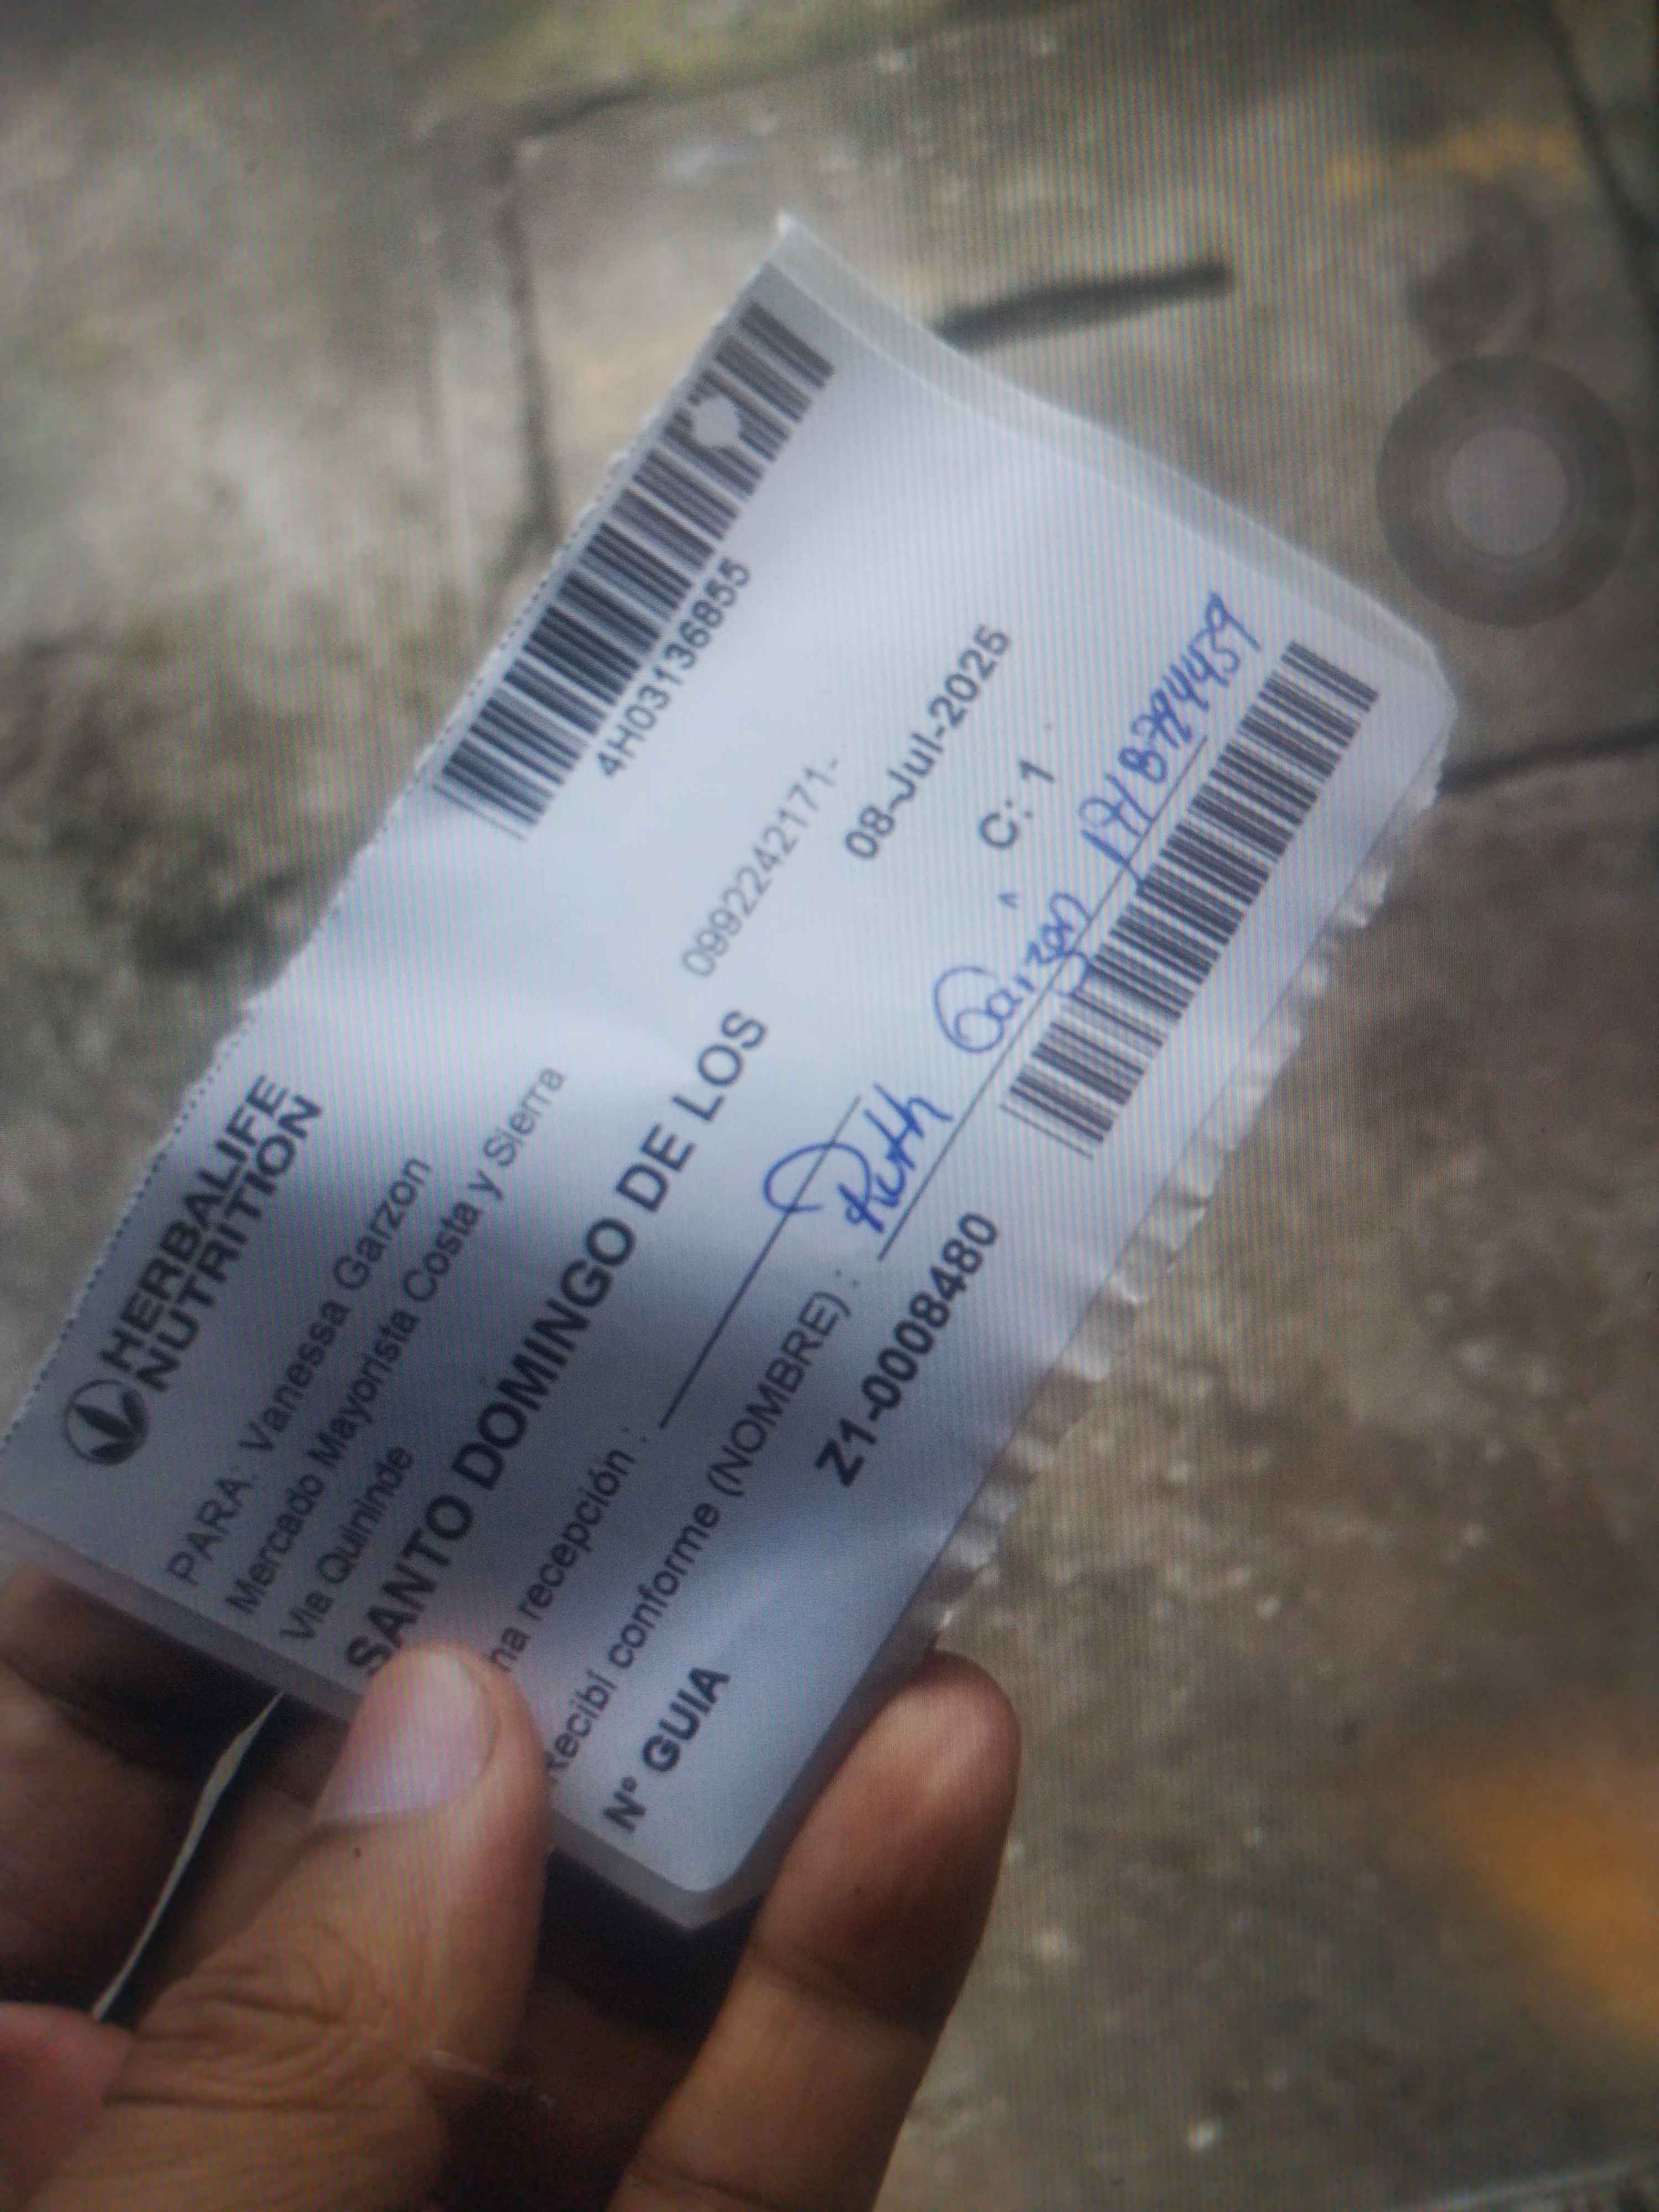 HERBALIFE
NUTRITION
4H03136855
PARA: Vanessa Garzon
Mercado Mayorista Costa y Sierra
Via Quininde
0992242171-
SANTO DOMINGO DE LOS
08-Jul-2025
na recepción :
C: 1
Recibí conforme (NOMBRE) : Ruth Garzon
N° GUIA
Z1-0008480